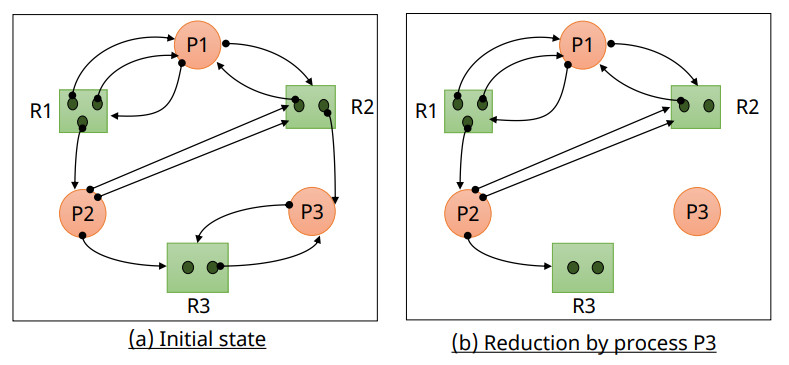 P1
R1
R2
P2
P3
R3
(a) Initial state
P1
R1
R2
P2
P3
R3
(b) Reduction by process P3